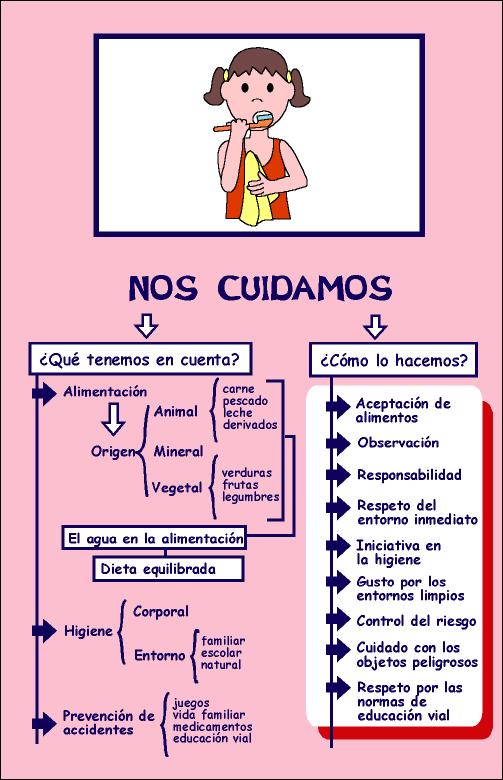 NOS CUIDAMOS
¿Qué tenemos en cuenta?
Alimentación
Origen
Animal
carne
pescado
leche
derivados
Mineral
Vegetal
verduras
frutas
legumbres
El agua en la alimentación
Dieta equilibrada
Higiene
Corporal
Entorno
familiar
escolar
natural
Prevención de
accidentes
juegos
vida familiar
medicamentos
educación vial
¿Cómo lo hacemos?
Aceptación de
alimentos
Observación
Responsabilidad
Respeto del
entorno inmediato
Iniciativa en
la higiene
Gusto por los
entornos limpios
Control del riesgo
Cuidado con los
objetos peligrosos
Respeto por las
normas de
educación vial